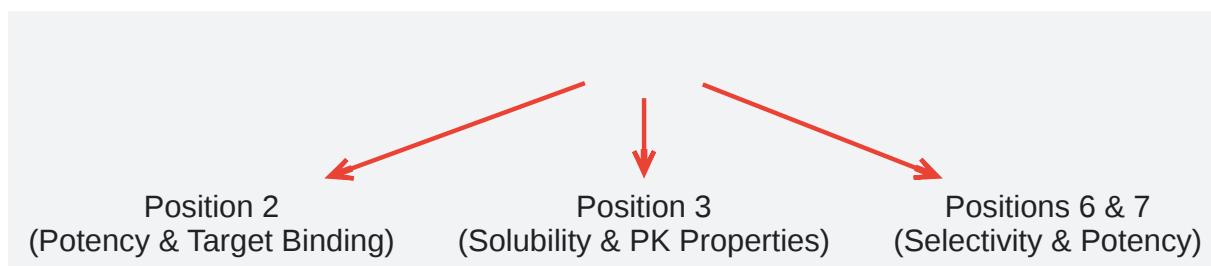 Position 2
(Potency & Target Binding)
Position 3
(Solubility & PK Properties)
Positions 6 & 7
(Selectivity & Potency)